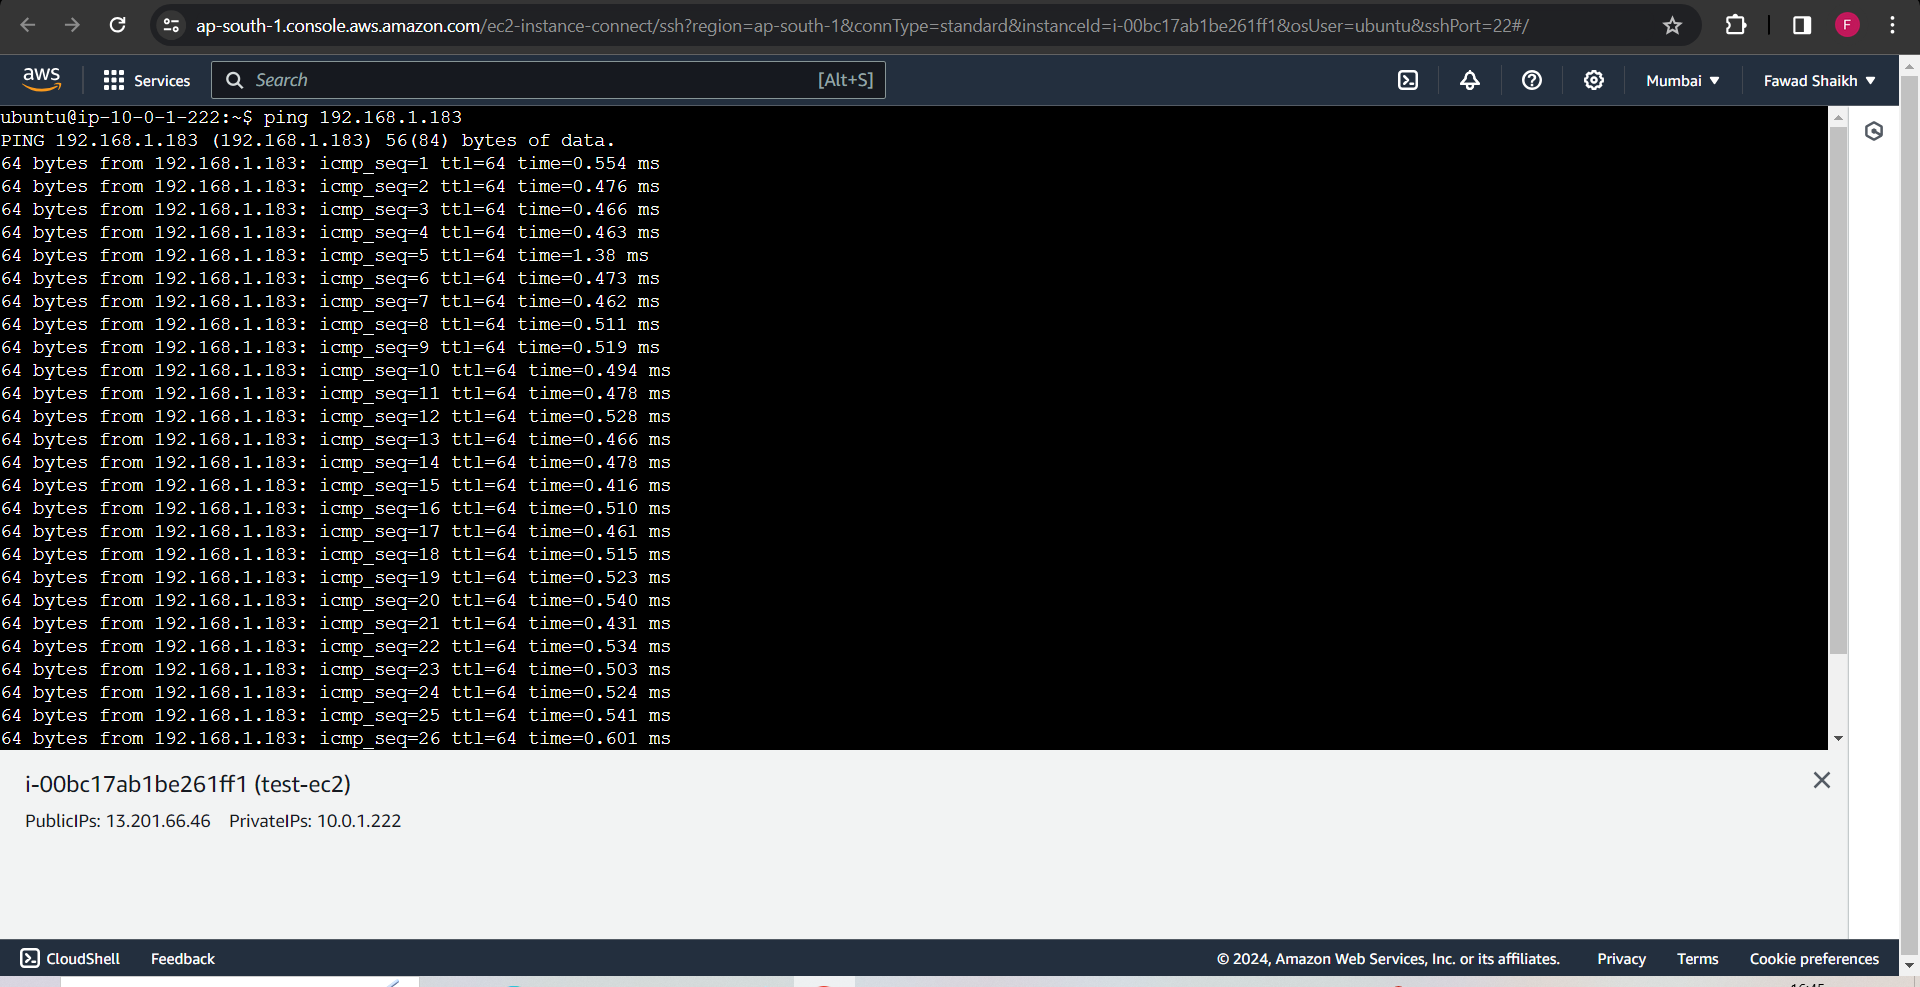 ap-south-1.console.aws.amazon.com/ec2-instance-connect/ssh?region=ap-south-1&connType=standard&instanceId=i-00bc17ab1be261ff1&osUser=ubuntu&sshPort=22#/
F
aws Services Search [Alt+S] Mumbai Fawad Shaikh
ubuntu@ip-10-0-1-222:~$ ping 192.168.1.183
PING 192.168.1.183 (192.168.1.183) 56(84) bytes of data.
64 bytes from 192.168.1.183: icmp_seq=1 ttl=64 time=0.554 ms
64 bytes from 192.168.1.183: icmp_seq=2 ttl=64 time=0.476 ms
64 bytes from 192.168.1.183: icmp_seq=3 ttl=64 time=0.466 ms
64 bytes from 192.168.1.183: icmp_seq=4 ttl=64 time=0.463 ms
64 bytes from 192.168.1.183: icmp_seq=5 ttl=64 time=1.38 ms
64 bytes from 192.168.1.183: icmp_seq=6 ttl=64 time=0.473 ms
64 bytes from 192.168.1.183: icmp_seq=7 ttl=64 time=0.462 ms
64 bytes from 192.168.1.183: icmp_seq=8 ttl=64 time=0.511 ms
64 bytes from 192.168.1.183: icmp_seq=9 ttl=64 time=0.519 ms
64 bytes from 192.168.1.183: icmp_seq=10 ttl=64 time=0.494 ms
64 bytes from 192.168.1.183: icmp_seq=11 ttl=64 time=0.478 ms
64 bytes from 192.168.1.183: icmp_seq=12 ttl=64 time=0.528 ms
64 bytes from 192.168.1.183: icmp_seq=13 ttl=64 time=0.466 ms
64 bytes from 192.168.1.183: icmp_seq=14 ttl=64 time=0.478 ms
64 bytes from 192.168.1.183: icmp_seq=15 ttl=64 time=0.416 ms
64 bytes from 192.168.1.183: icmp_seq=16 ttl=64 time=0.510 ms
64 bytes from 192.168.1.183: icmp_seq=17 ttl=64 time=0.461 ms
64 bytes from 192.168.1.183: icmp_seq=18 ttl=64 time=0.515 ms
64 bytes from 192.168.1.183: icmp_seq=19 ttl=64 time=0.523 ms
64 bytes from 192.168.1.183: icmp_seq=20 ttl=64 time=0.540 ms
64 bytes from 192.168.1.183: icmp_seq=21 ttl=64 time=0.431 ms
64 bytes from 192.168.1.183: icmp_seq=22 ttl=64 time=0.534 ms
64 bytes from 192.168.1.183: icmp_seq=23 ttl=64 time=0.503 ms
64 bytes from 192.168.1.183: icmp_seq=24 ttl=64 time=0.524 ms
64 bytes from 192.168.1.183: icmp_seq=25 ttl=64 time=0.541 ms
64 bytes from 192.168.1.183: icmp_seq=26 ttl=64 time=0.601 ms
i-00bc17ab1be261ff1 (test-ec2)
PublicIPs: 13.201.66.46 PrivateIPs: 10.0.1.222
CloudShell Feedback © 2024, Amazon Web Services, Inc. or its affiliates. Privacy Terms Cookie preferences